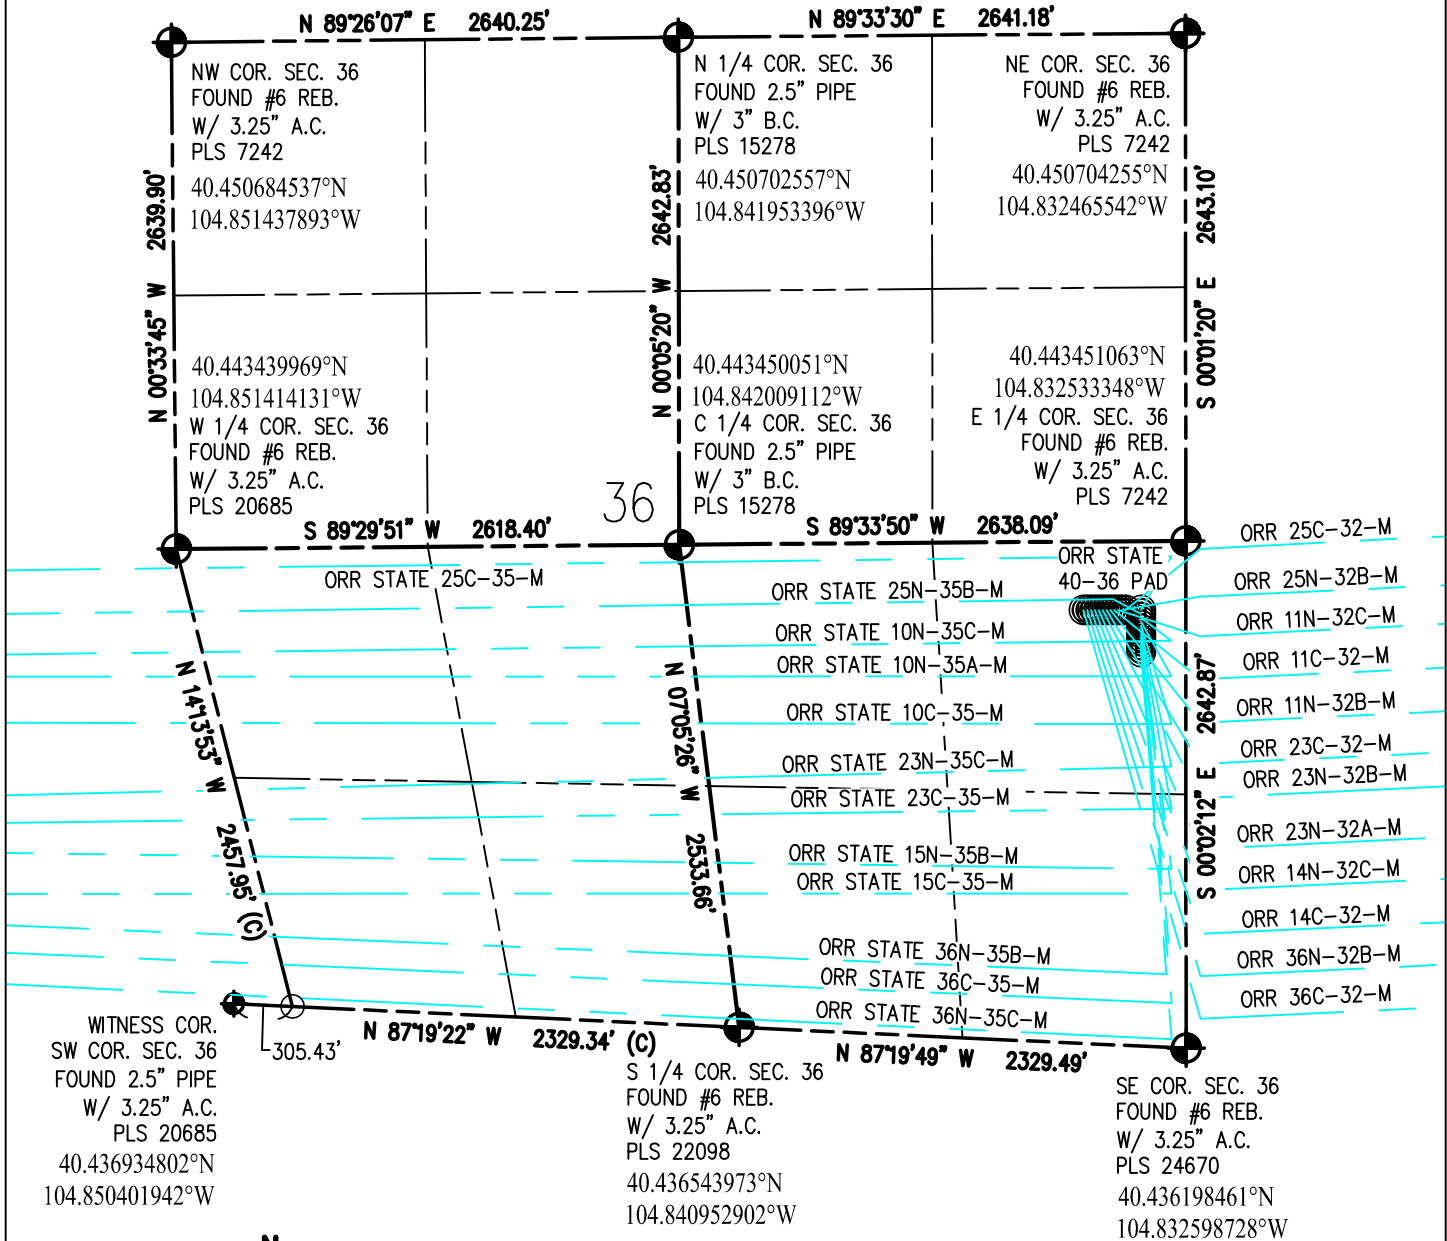 N 89°26'07" E 2640.25'
N 89°33'30" E 2641.18'
NW COR. SEC. 36
FOUND #6 REB.
W/ 3.25" A.C.
PLS 7242
40.450684537°N
104.851437893°W
N 1/4 COR. SEC. 36
FOUND 2.5" PIPE
W/ 3" B.C.
PLS 15278
40.450702557°N
104.841953396°W
NE COR. SEC. 36
FOUND #6 REB.
W/ 3.25" A.C.
PLS 7242
40.450704255°N
104.832465542°W
N 00°33'45" W 2639.90'
N 00°05'20" W 2642.83'
S 00°01'20" E 2643.10'
40.443439969°N
104.851414131°W
W 1/4 COR. SEC. 36
FOUND #6 REB.
W/ 3.25" A.C.
PLS 20685
40.443450051°N
104.842009112°W
C 1/4 COR. SEC. 36
FOUND 2.5" PIPE
W/ 3" B.C.
PLS 15278
40.443451063°N
104.832533348°W
E 1/4 COR. SEC. 36
FOUND #6 REB.
W/ 3.25" A.C.
PLS 7242
36
S 89°29'51" W 2618.40'
S 89°33'50" W 2638.09'
ORR STATE
40-36 PAD
ORR STATE 25C-35-M
ORR STATE 25N-35B-M
ORR STATE 10N-35C-M
ORR STATE 10N-35A-M
ORR STATE 10C-35-M
ORR STATE 23N-35C-M
ORR STATE 23C-35-M
ORR STATE 15N-35B-M
ORR STATE 15C-35-M
ORR STATE 36N-35B-M
ORR STATE 36C-35-M
ORR STATE 36N-35C-M
ORR 25C-32-M
ORR 25N-32B-M
ORR 11N-32C-M
ORR 11C-32-M
ORR 11N-32B-M
ORR 23C-32-M
ORR 23N-32B-M
ORR 23N-32A-M
ORR 14N-32C-M
ORR 14C-32-M
ORR 36N-32B-M
ORR 36C-32-M
N 14°13'53" W 2457.95' (C)
N 07°05'26" W 2533.66'
S 00°02'12" E 2642.87'
N 87°19'22" W 2329.34' (C)
N 87°19'49" W 2329.49'
305.43'
WITNESS COR.
SW COR. SEC. 36
FOUND 2.5" PIPE
W/ 3.25" A.C.
PLS 20685
40.436934802°N
104.850401942°W
S 1/4 COR. SEC. 36
FOUND #6 REB.
W/ 3.25" A.C.
PLS 22098
40.436543973°N
104.840952902°W
SE COR. SEC. 36
FOUND #6 REB.
W/ 3.25" A.C.
PLS 24670
40.436198461°N
104.832598728°W